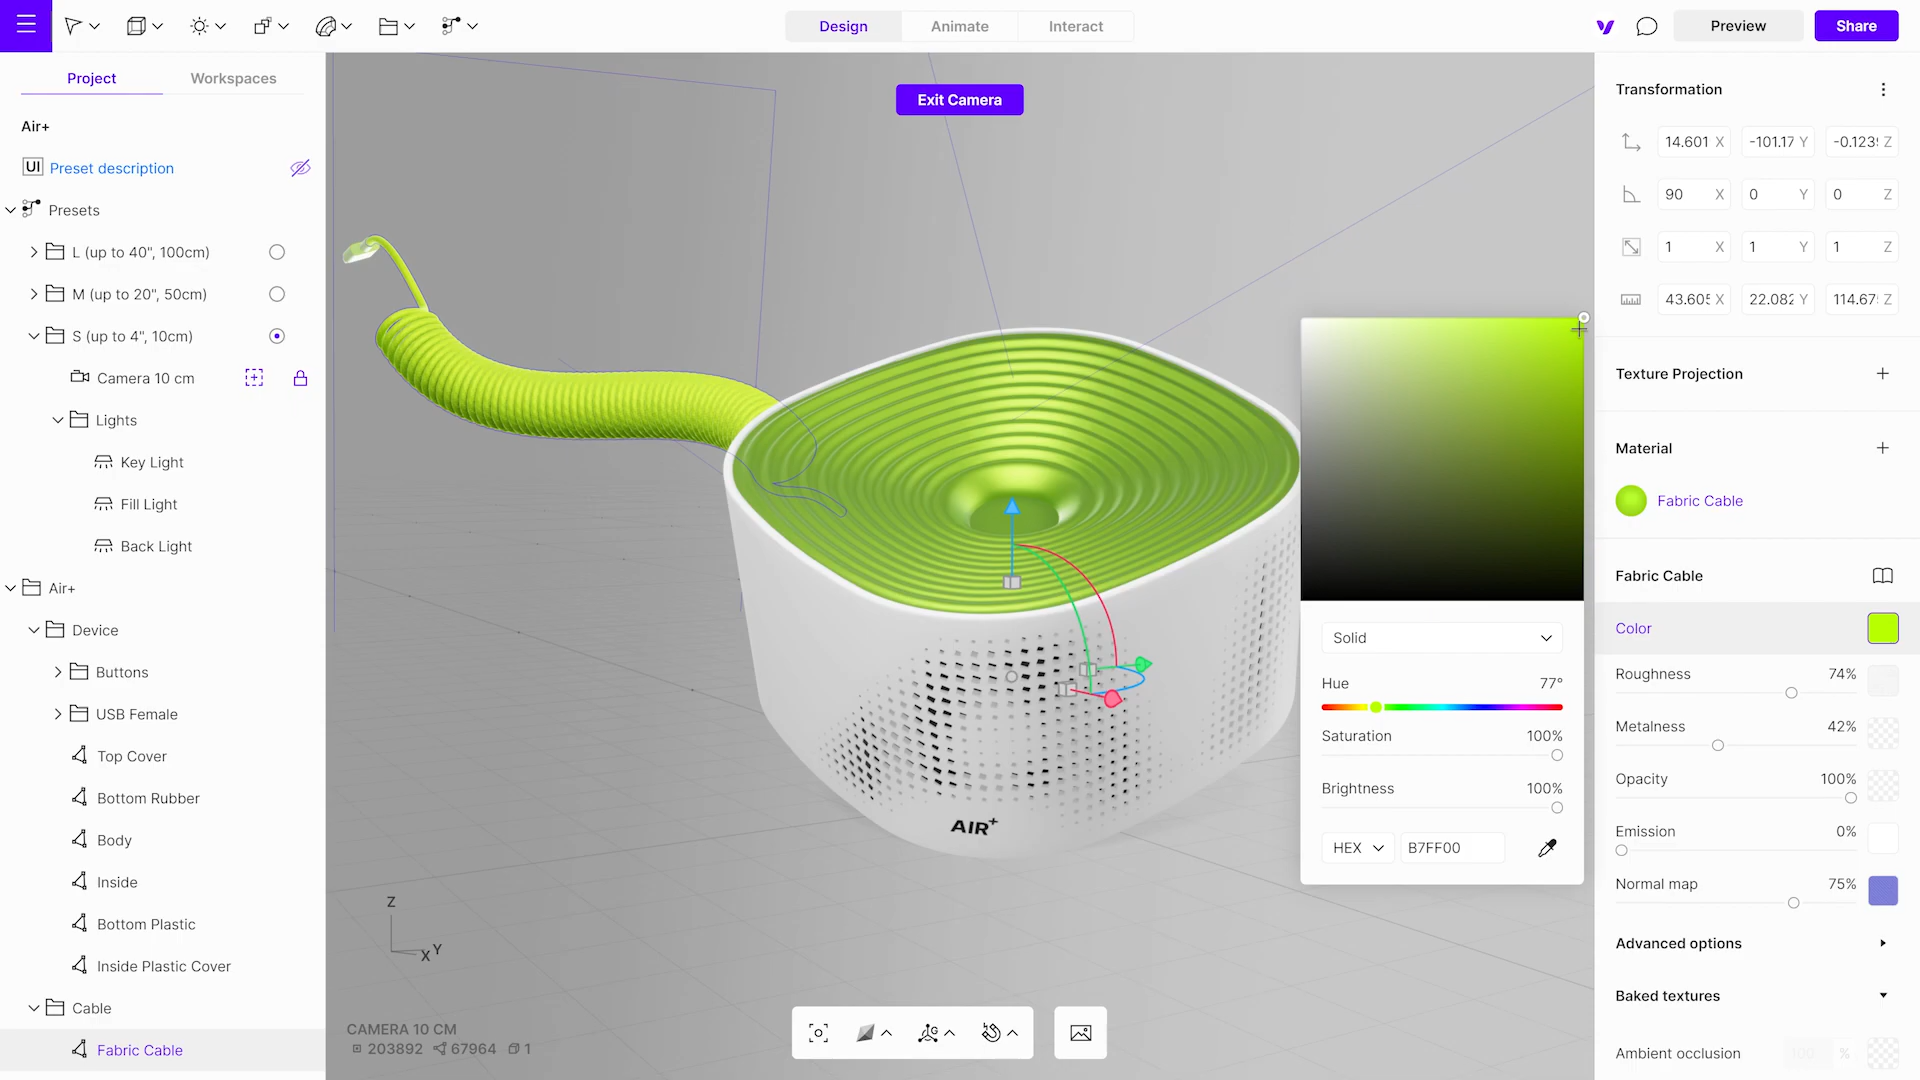 Design
Animate
Interact
Preview
Share
Project
Workspaces
Air+
UI
Preset description
Presets
L (up to 40", 100cm)
M (up to 20", 50cm)
S (up to 4", 10cm)
Camera 10 cm
Lights
Key Light
Fill Light
Back Light
Air+
Device
Buttons
USB Female
Top Cover
Bottom Rubber
Body
Inside
Bottom Plastic
Inside Plastic Cover
Cable
Fabric Cable
Exit Camera
AIR+
Z
X Y
CAMERA 10 CM
203892 67964 1
Solid
Hue 77°
Saturation 100%
Brightness 100%
HEX B7FF00
Transformation
14.601 X -101.17 Y -0.123 Z
90 X 0 Y 0 Z
1 X 1 Y 1 Z
43.605 X 22.082 Y 114.67 Z
Texture Projection
Material
Fabric Cable
Fabric Cable
Color
Roughness 74%
Metalness 42%
Opacity 100%
Emission 0%
Normal map 75%
Advanced options
Baked textures
Ambient occlusion 100 %